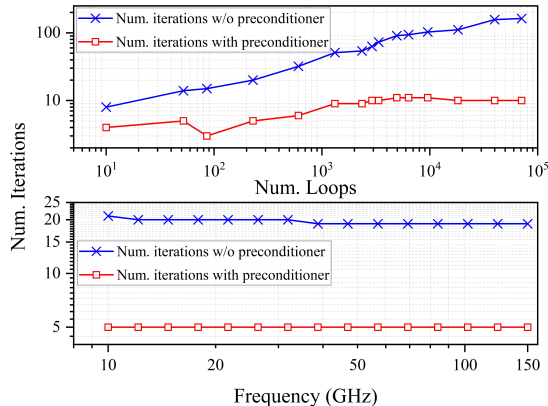 Num. iterations w/o preconditioner
Num. iterations with preconditioner
100
10
10^1
10^2
10^3
10^4
10^5
Num. Loops
Num. Iterations
25
20
15
10
5
Num. iterations w/o preconditioner
Num. iterations with preconditioner
10
20
50
100
150
Frequency (GHz)